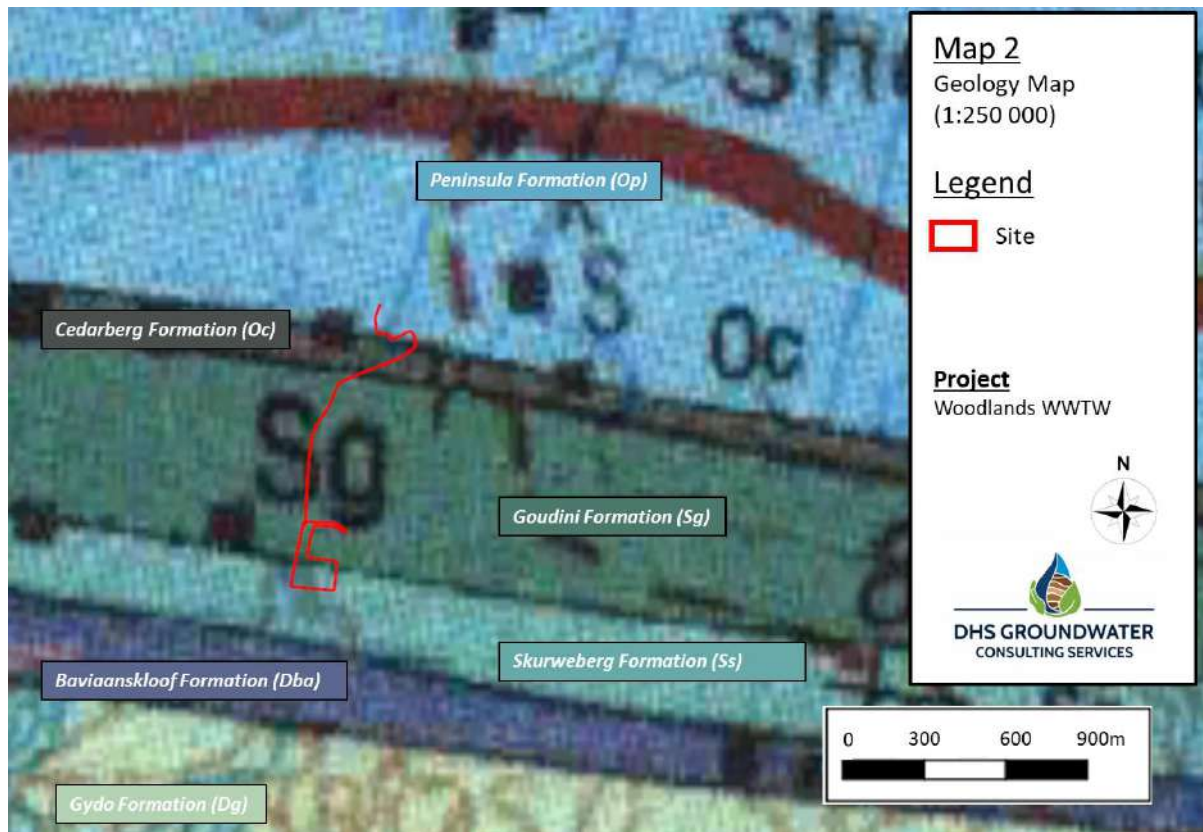 Sh
Map 2
Geology Map
(1:250 000)
Legend
Site
Project
Woodlands WWTW
N
DHS GROUNDWATER
CONSULTING SERVICES
Peninsula Formation (Op)
S
Cedarberg Formation (Oc)
Oc
Sg
Goudini Formation (Sg)
Skurweberg Formation (Ss)
Baviaanskloof Formation (Dba)
0 300 600 900m
Gydo Formation (Dg)